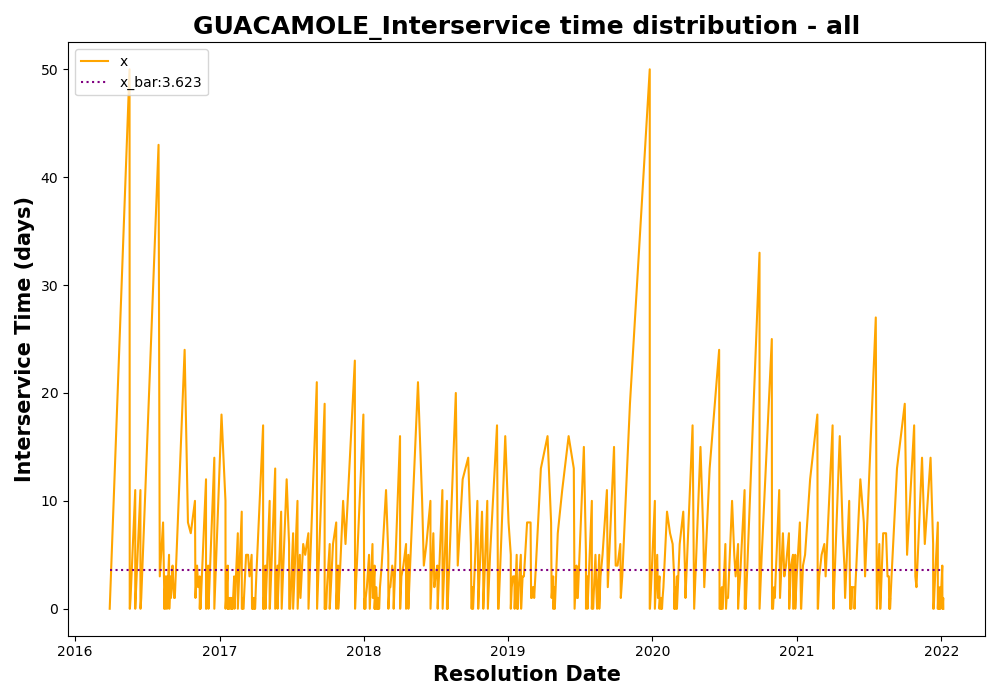 GUACAMOLE_Interservice time distribution - all
x
x_bar:3.623
Interservice Time (days)
50
40
30
20
10
0
2016 2017 2018 2019 2020 2021 2022
Resolution Date